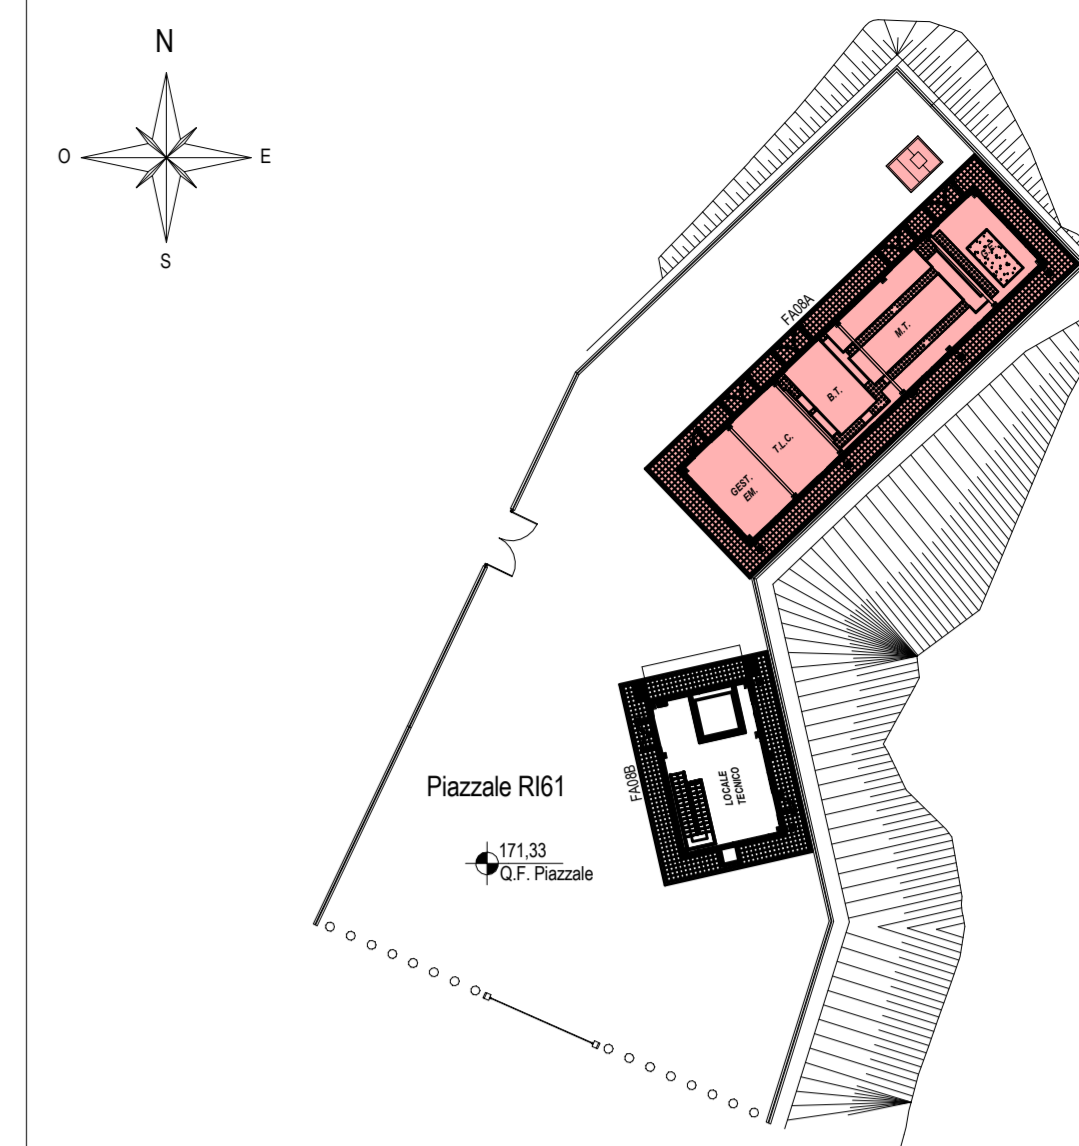 N
O
E
S
FA08A
G.E.
M.T.
B.T.
T.L.C.
GEST.
EM.
FA08B
LOCALE
TECNICO
Piazzale RI61
171,33
Q.F. Piazzale